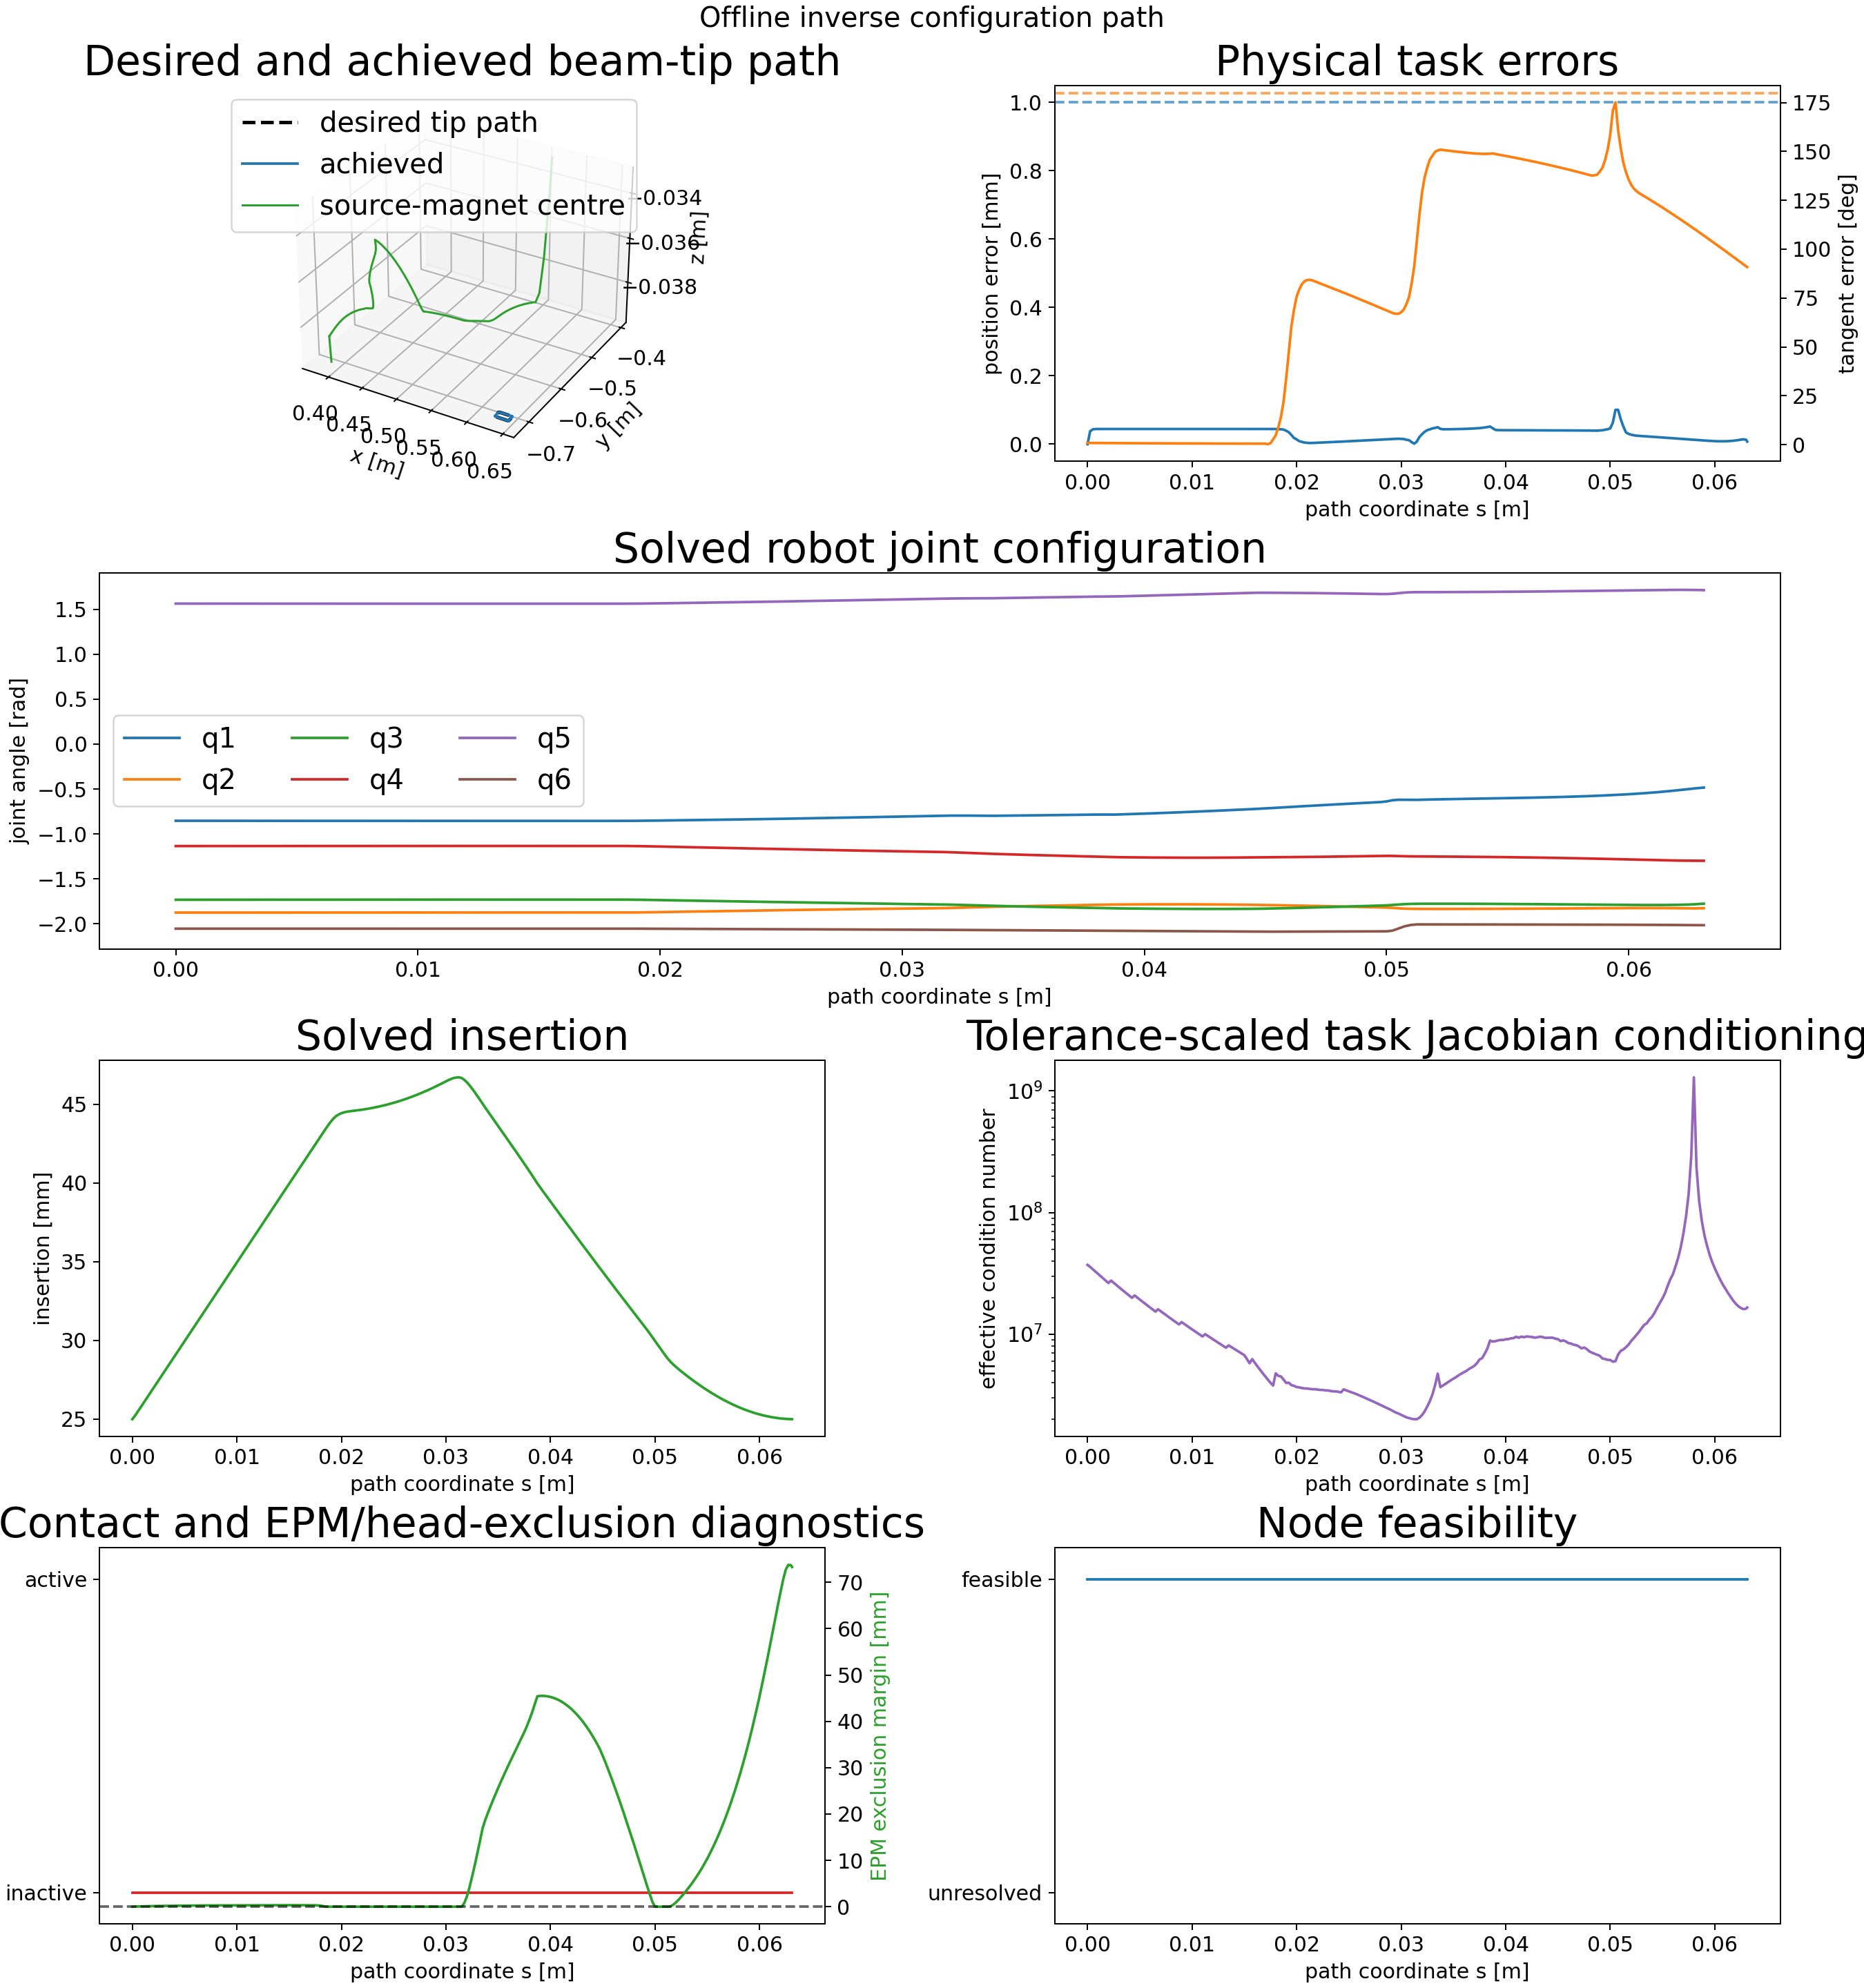 Offline inverse configuration path
Desired and achieved beam-tip path
desired tip path
achieved
source-magnet centre
−0.034
−0.036
−0.038
z [m]
−0.4
−0.5
−0.6
−0.7
y [m]
0.40
0.45
0.50
0.55
0.60
0.65
x [m]
Physical task errors
1.0
0.8
0.6
0.4
0.2
0.0
position error [mm]
175
150
125
100
75
50
25
0
tangent error [deg]
0.00 0.01 0.02 0.03 0.04 0.05 0.06
path coordinate s [m]
Solved robot joint configuration
1.5
1.0
0.5
0.0
−0.5
−1.0
−1.5
−2.0
joint angle [rad]
q1 q3 q5
q2 q4 q6
0.00 0.01 0.02 0.03 0.04 0.05 0.06
path coordinate s [m]
Solved insertion
45
40
35
30
25
insertion [mm]
0.00 0.01 0.02 0.03 0.04 0.05 0.06
path coordinate s [m]
Tolerance-scaled task Jacobian conditioning
10⁹
10⁸
10⁷
effective condition number
0.00 0.01 0.02 0.03 0.04 0.05 0.06
path coordinate s [m]
Contact and EPM/head-exclusion diagnostics
active
inactive
70
60
50
40
30
20
10
0
EPM exclusion margin [mm]
0.00 0.01 0.02 0.03 0.04 0.05 0.06
path coordinate s [m]
Node feasibility
feasible
unresolved
0.00 0.01 0.02 0.03 0.04 0.05 0.06
path coordinate s [m]